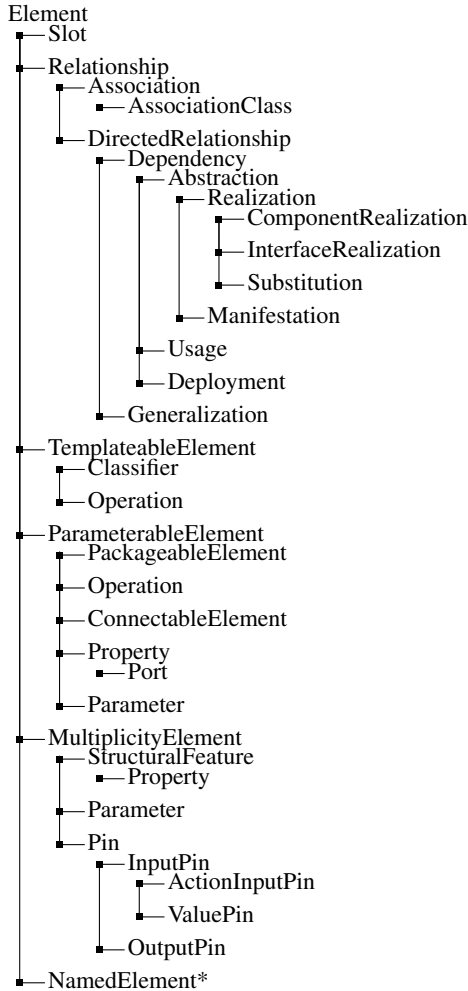 Element
Slot
Relationship
Association
AssociationClass
DirectedRelationship
Dependency
Abstraction
Realization
ComponentRealization
InterfaceRealization
Substitution
Manifestation
Usage
Deployment
Generalization
TemplateableElement
Classifier
Operation
ParameterableElement
PackageableElement
Operation
ConnectableElement
Property
Port
Parameter
MultiplicityElement
StructuralFeature
Property
Parameter
Pin
InputPin
ActionInputPin
ValuePin
OutputPin
NamedElement*